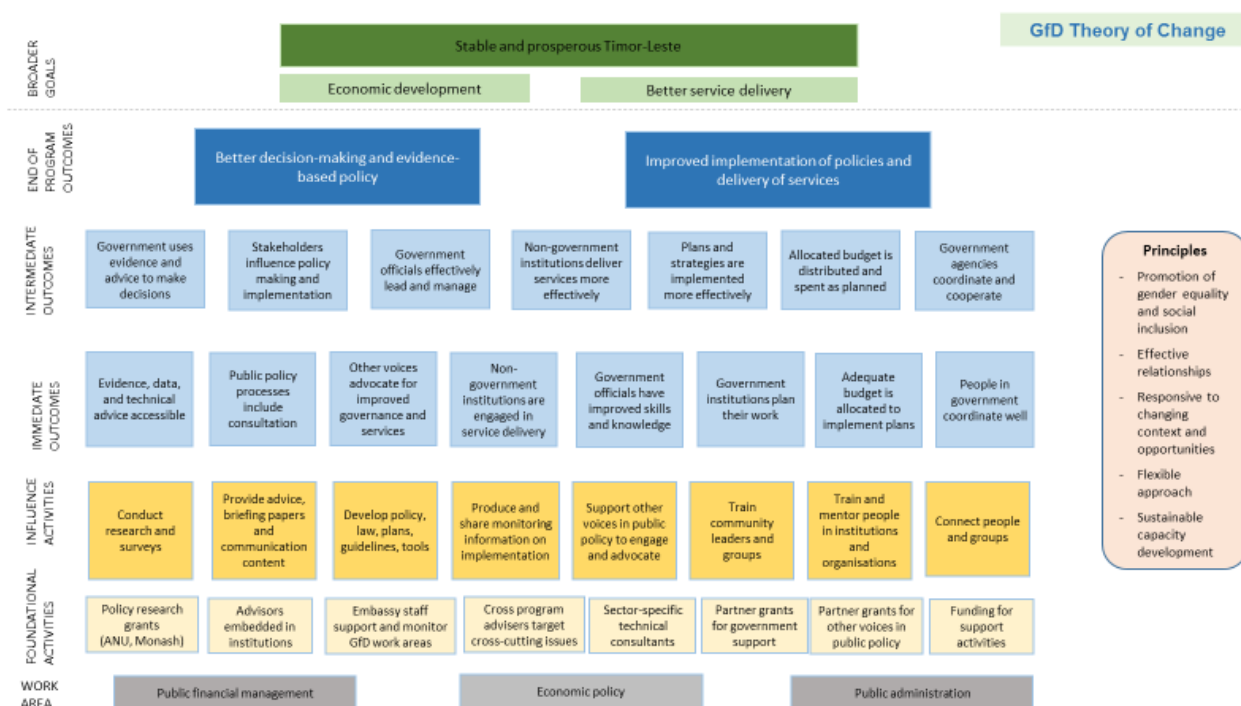 GfD Theory of Change
BROADER
GOALS
Stable and prosperous Timor-Leste
Economic development
Better service delivery
END OF
PROGRAM
OUTCOMES
Better decision-making and evidence-
based policy
Improved implementation of policies and
delivery of services
INTERMEDIATE
OUTCOMES
Government uses
evidence and
advice to make
decisions
Stakeholders
influence policy
making and
implementation
Government
officials effectively
lead and manage
Non-government
institutions deliver
services more
effectively
Plans and
strategies are
implemented
more effectively
Allocated budget is
distributed and
spent as planned
Government
agencies
coordinate and
cooperate
IMMEDIATE
OUTCOMES
Evidence, data,
and technical
advice accessible
Public policy
processes
include
consultation
Other voices
advocate for
improved
governance and
services
Non-
government
institutions are
engaged in
service delivery
Government
officials have
improved skills
and knowledge
Government
institutions plan
their work
Adequate
budget is
allocated to
implement plans
People in
government
coordinate well
INFLUENCE
ACTIVITIES
Conduct
research and
surveys
Provide advice,
briefing papers
and
communication
content
Develop policy,
law, plans,
guidelines, tools
Produce and
share monitoring
information on
implementation
Support other
voices in public
policy to engage
and advocate
Train
community
leaders and
groups
Train and
mentor people
in institutions
and
organisations
Connect people
and groups
FOUNDATIONAL
ACTIVITIES
Policy research
grants
(ANU, Monash)
Advisors
embedded in
institutions
Embassy staff
support and monitor
GfD work areas
Cross program
advisers target
cross-cutting issues
Sector-specific
technical
consultants
Partner grants
for government
support
Partner grants for
other voices in
public policy
Funding for
support
activities
WORK
AREA
Public financial management
Economic policy
Public administration
Principles
- Promotion of
gender equality
and social
inclusion
- Effective
relationships
- Responsive to
changing
context and
opportunities
- Flexible
approach
- Sustainable
capacity
development